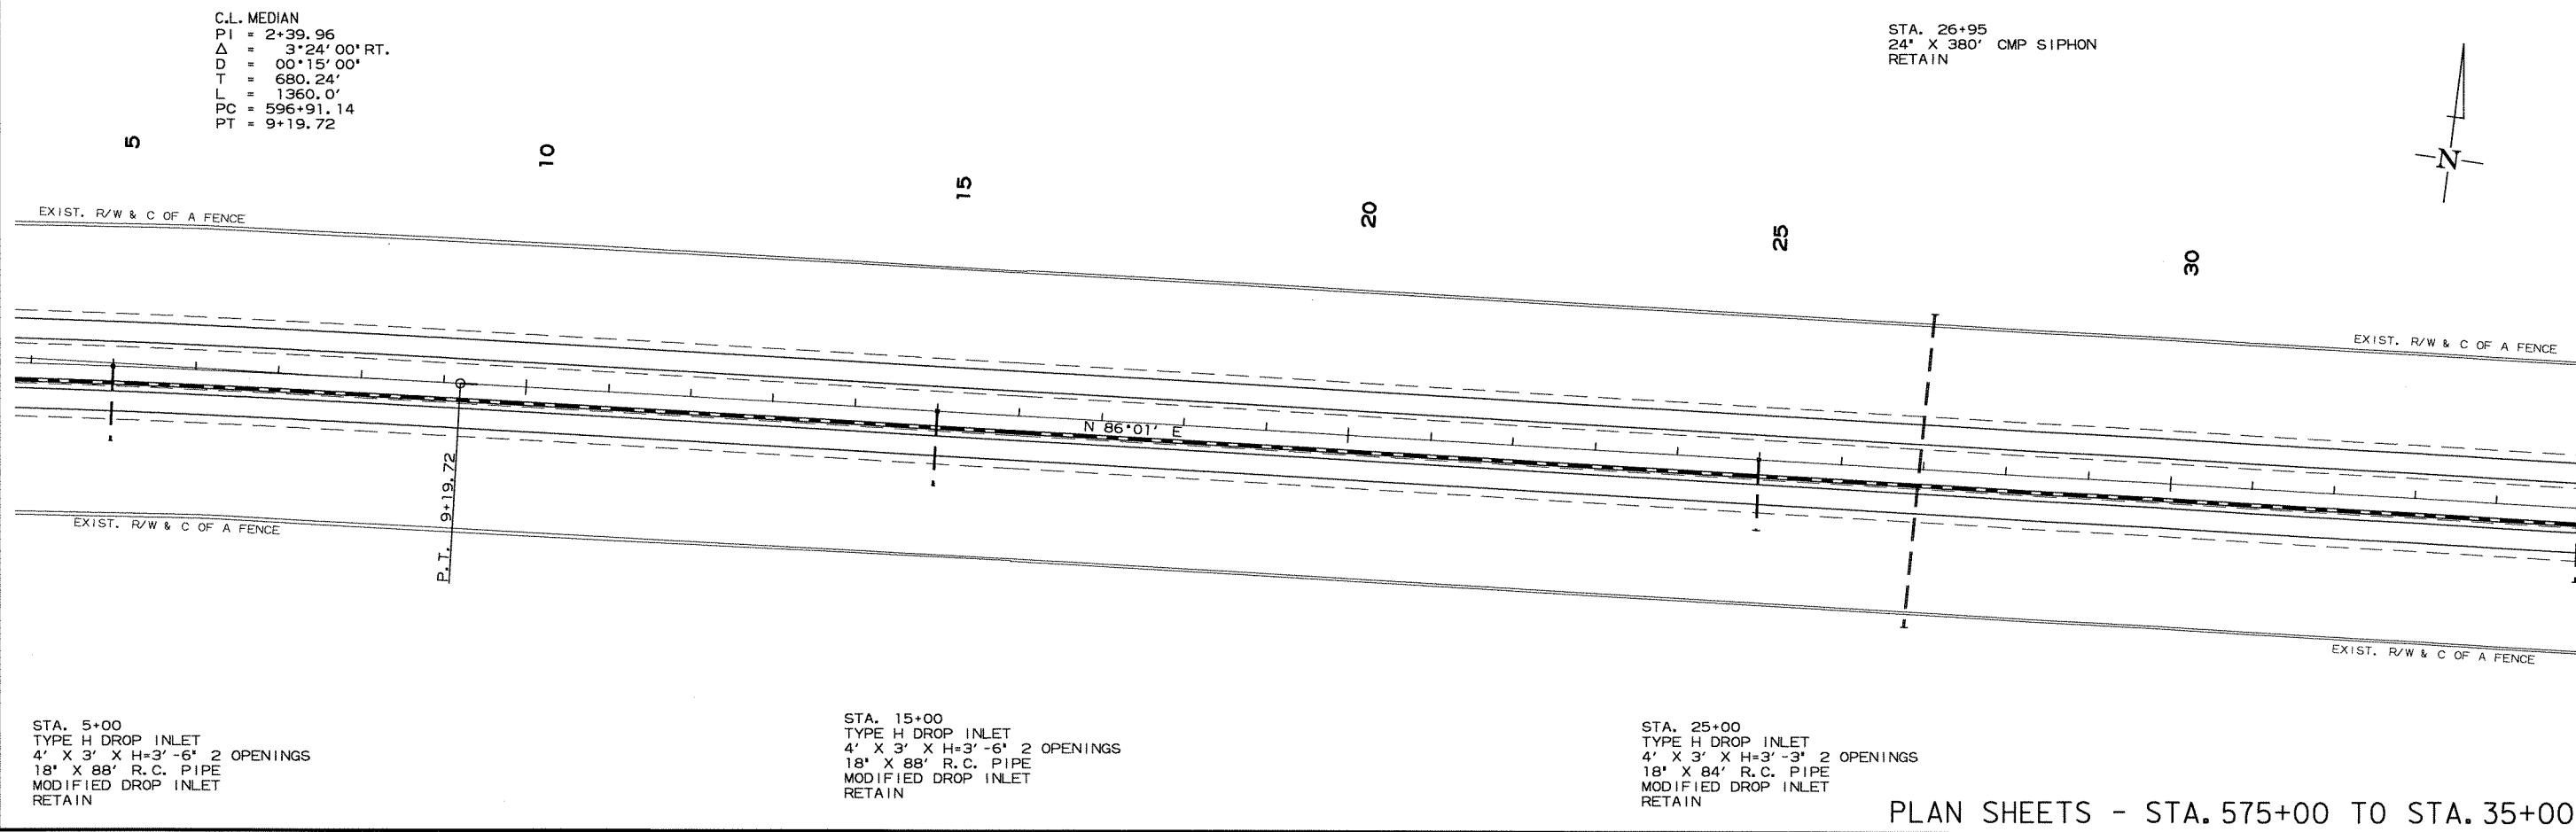 C.L. MEDIAN
PI = 2+39.96
Δ = 3°24'00" RT.
D = 00°15'00"
T = 680.24'
L = 1360.0'
PC = 596+91.14
PT = 9+19.72
STA. 26+95
24" X 380' CMP SIPHON
RETAIN
N
5
10
15
20
25
30
EXIST. R/W & C OF A FENCE
EXIST. R/W & C OF A FENCE
N 86°01' E
P.T. 9+19.72
EXIST. R/W & C OF A FENCE
EXIST. R/W & C OF A FENCE
STA. 5+00
TYPE H DROP INLET
4' X 3' X H=3'-6" 2 OPENINGS
18" X 88' R.C. PIPE
MODIFIED DROP INLET
RETAIN
STA. 15+00
TYPE H DROP INLET
4' X 3' X H=3'-6" 2 OPENINGS
18" X 88' R.C. PIPE
MODIFIED DROP INLET
RETAIN
STA. 25+00
TYPE H DROP INLET
4' X 3' X H=3'-3" 2 OPENINGS
18" X 84' R.C. PIPE
MODIFIED DROP INLET
RETAIN
PLAN SHEETS - STA. 575+00 TO STA. 35+00